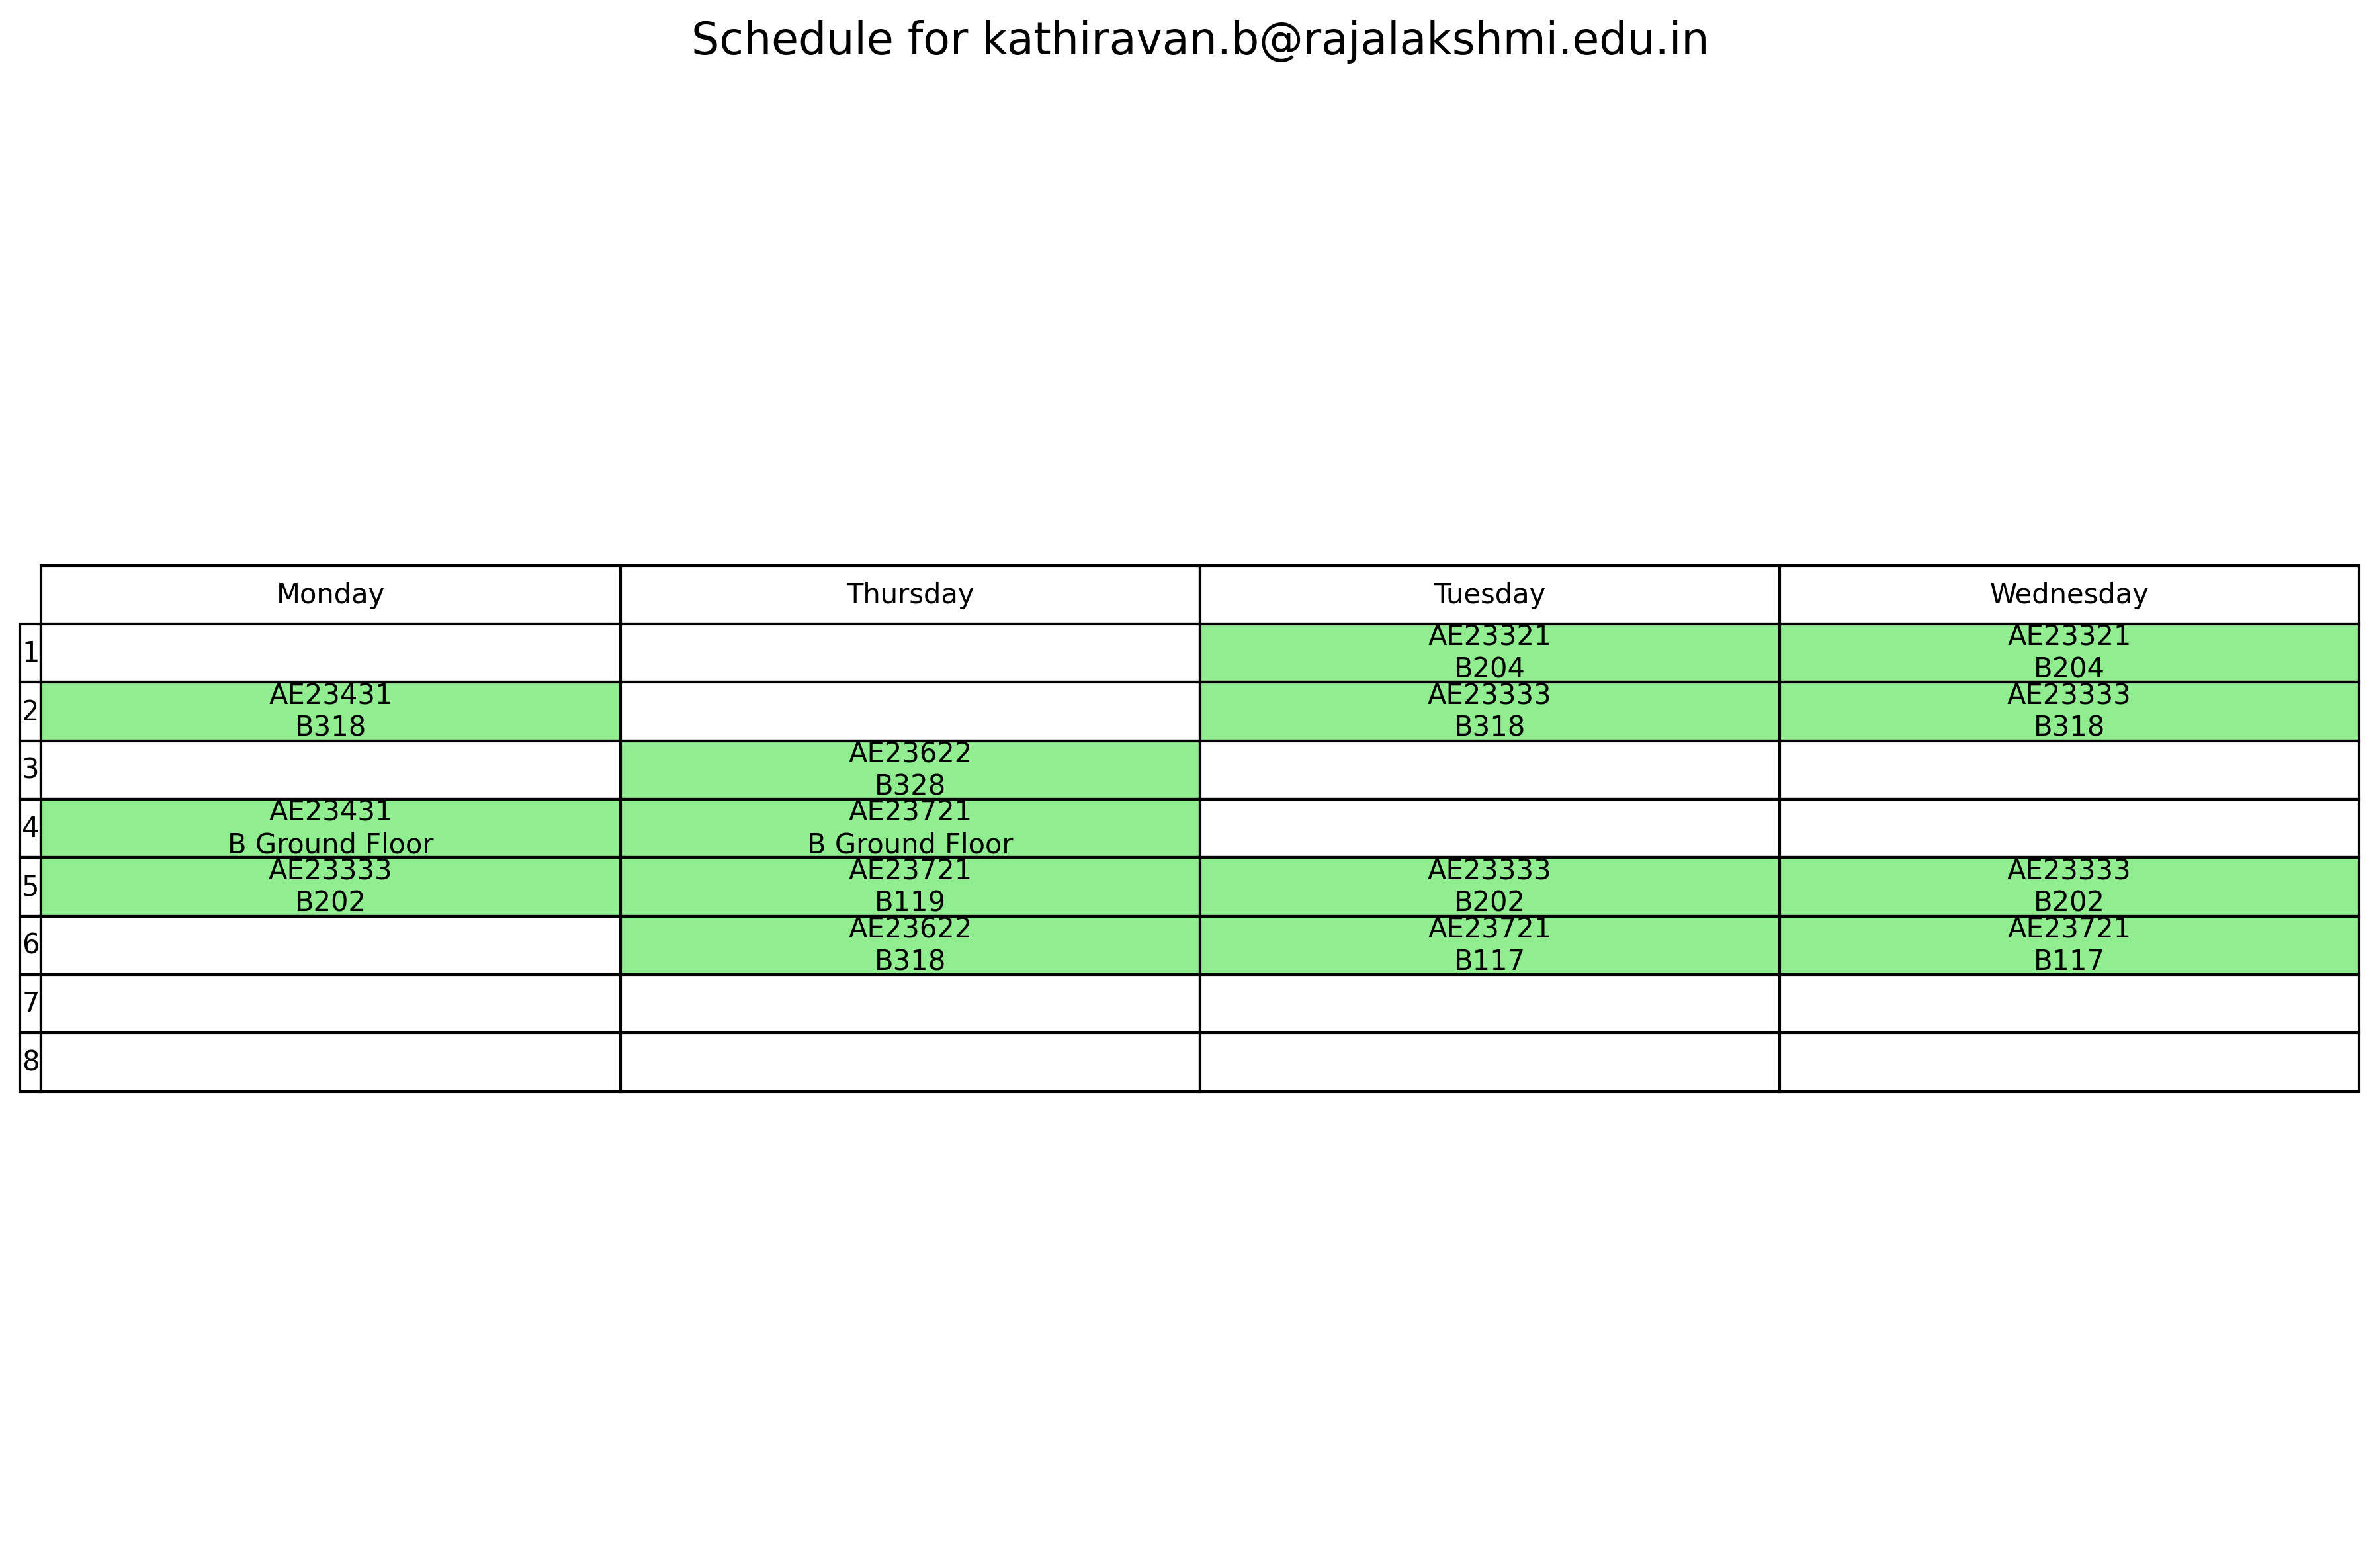 Schedule for kathiravan.b@rajalakshmi.edu.in
Monday Thursday Tuesday Wednesday
1 AE23321 AE23321
B204 B204
2 AE23431 AE23333 AE23333
B318 B318 B318
3 AE23622
B328
4 AE23431 AE23721
B Ground Floor B Ground Floor
5 AE23333 AE23721 AE23333 AE23333
B202 B119 B202 B202
6 AE23622 AE23721 AE23721
B318 B117 B117
7
8